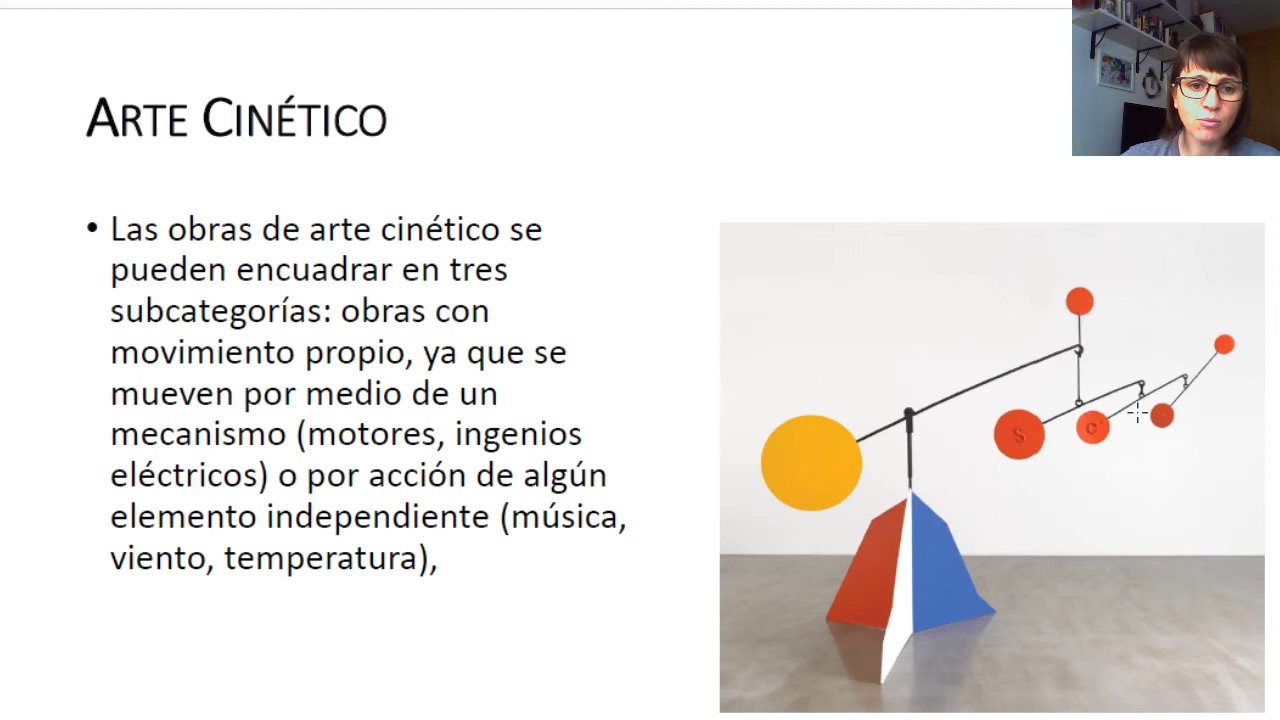 ARTE CINÉTICO
• Las obras de arte cinético se
pueden encuadrar en tres
subcategorías: obras con
movimiento propio, ya que se
mueven por medio de un
mecanismo (motores, ingenios
eléctricos) o por acción de algún
elemento independiente (música,
viento, temperatura),